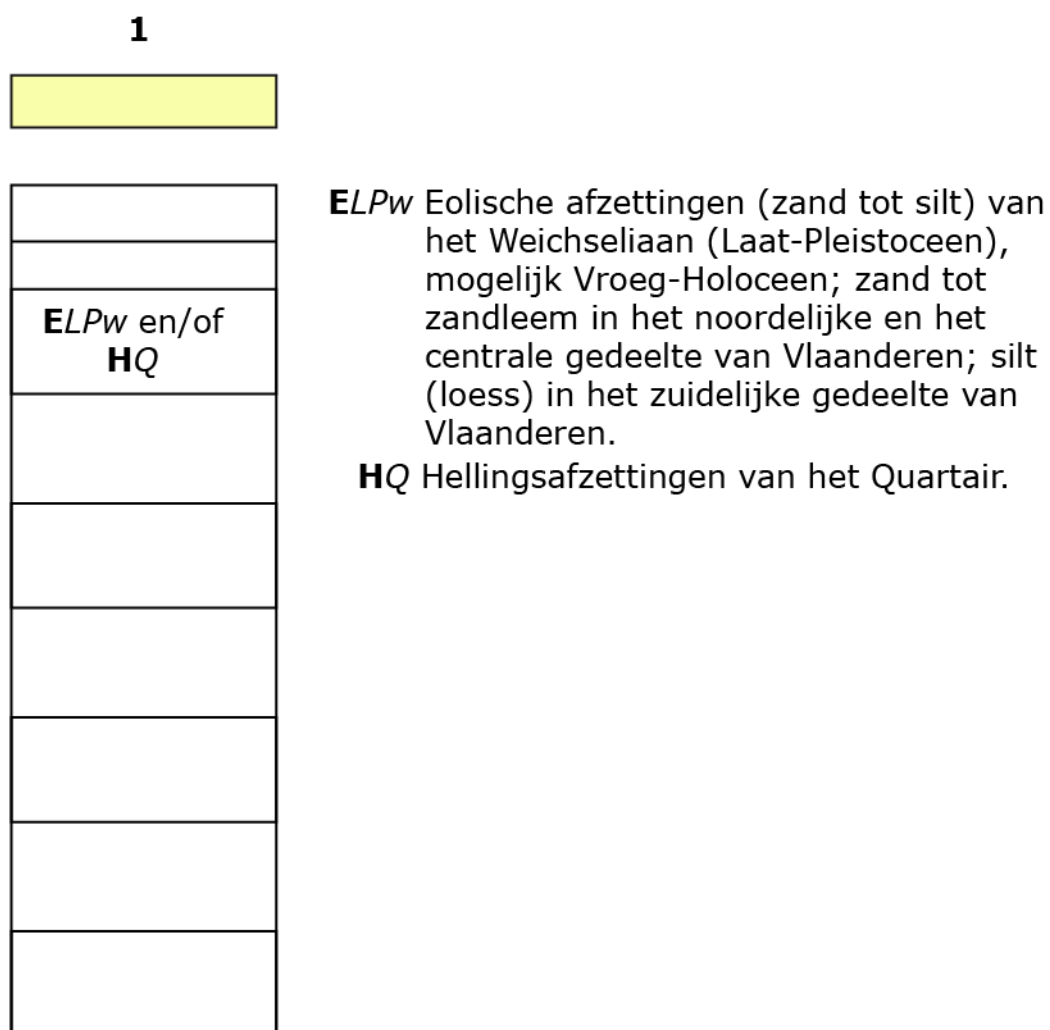 1
ELPw en/of
HQ
ELPw Eolische afzettingen (zand tot silt) van
het Weichseliaan (Laat-Pleistoceen),
mogelijk Vroeg-Holoceen; zand tot
zandleem in het noordelijke en het
centrale gedeelte van Vlaanderen; silt
(loess) in het zuidelijke gedeelte van
Vlaanderen.
HQ Hellingsafzettingen van het Quartair.